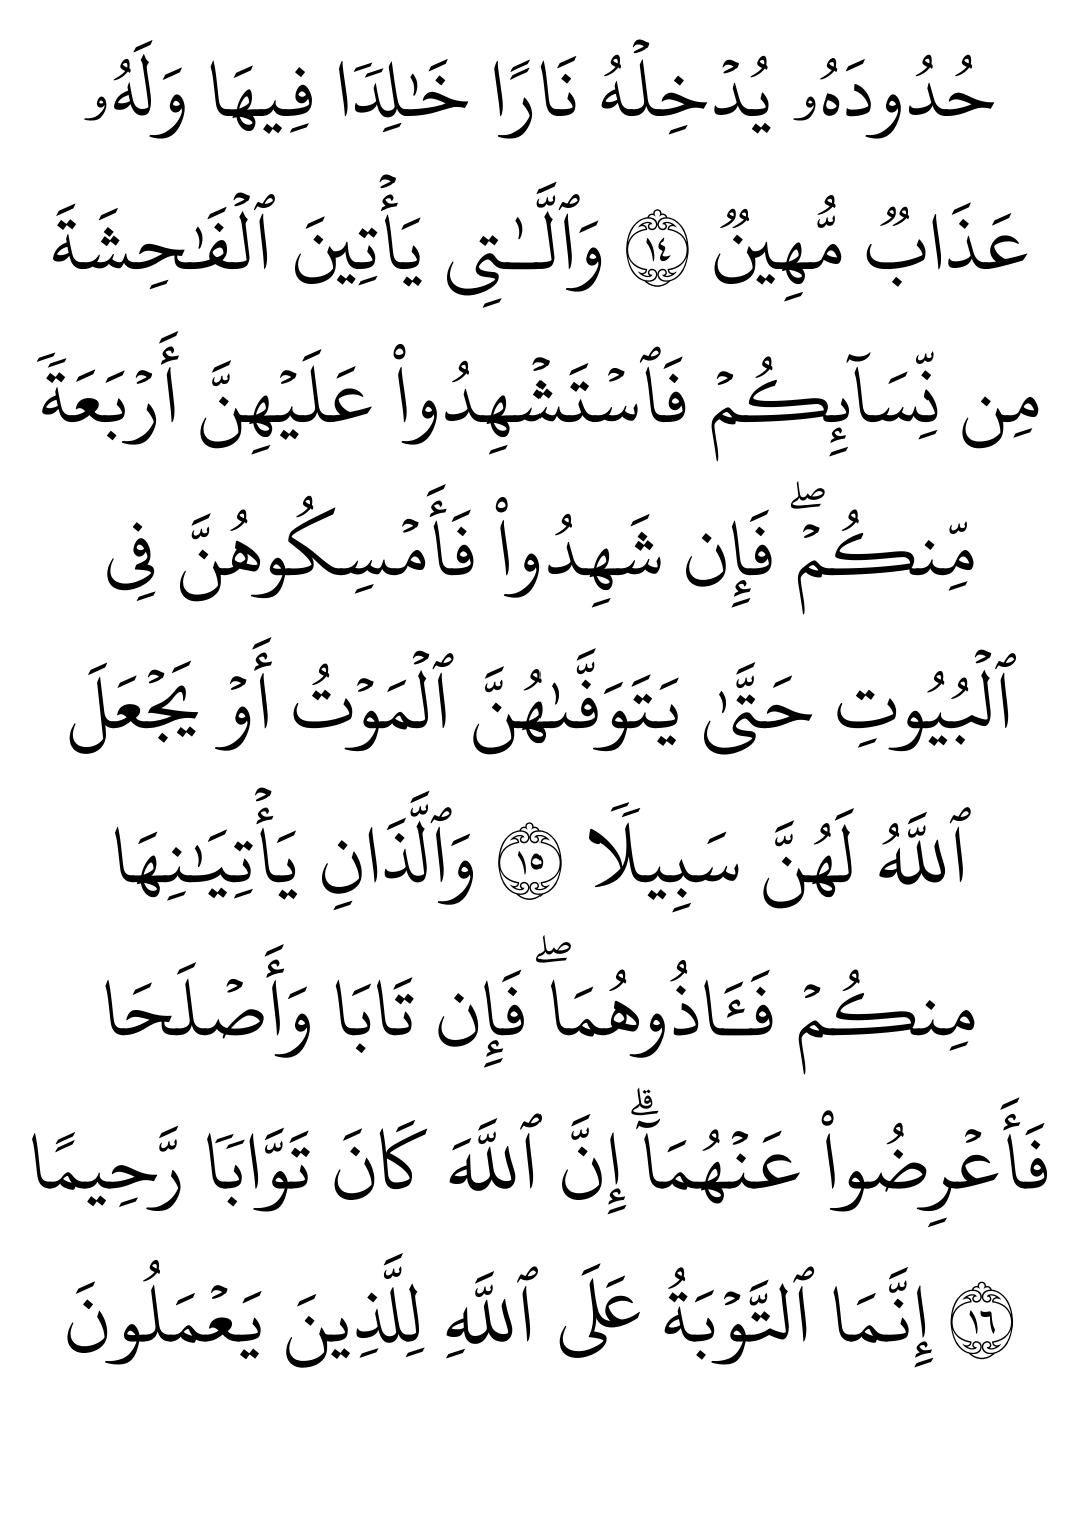 حُدُودَهُۥ يُدۡخِلۡهُ نَارًا خَٰلِدٗا فِيهَا وَلَهُۥ
عَذَابٞ مُّهِينٞ ١٤ وَٱلَّٰتِي يَأۡتِينَ ٱلۡفَٰحِشَةَ
مِن نِّسَآئِكُمۡ فَٱسۡتَشۡهِدُواْ عَلَيۡهِنَّ أَرۡبَعَةٗ
مِّنكُمۡۖ فَإِن شَهِدُواْ فَأَمۡسِكُوهُنَّ فِي
ٱلۡبُيُوتِ حَتَّىٰ يَتَوَفَّىٰهُنَّ ٱلۡمَوۡتُ أَوۡ يَجۡعَلَ
ٱللَّهُ لَهُنَّ سَبِيلٗا ١٥ وَٱلَّذَانِ يَأۡتِيَٰنِهَا
مِنكُمۡ فَـَٔاذُوهُمَاۖ فَإِن تَابَا وَأَصۡلَحَا
فَأَعۡرِضُواْ عَنۡهُمَآۗ إِنَّ ٱللَّهَ كَانَ تَوَّابٗا رَّحِيمًا
١٦ إِنَّمَا ٱلتَّوۡبَةُ عَلَى ٱللَّهِ لِلَّذِينَ يَعۡمَلُونَ